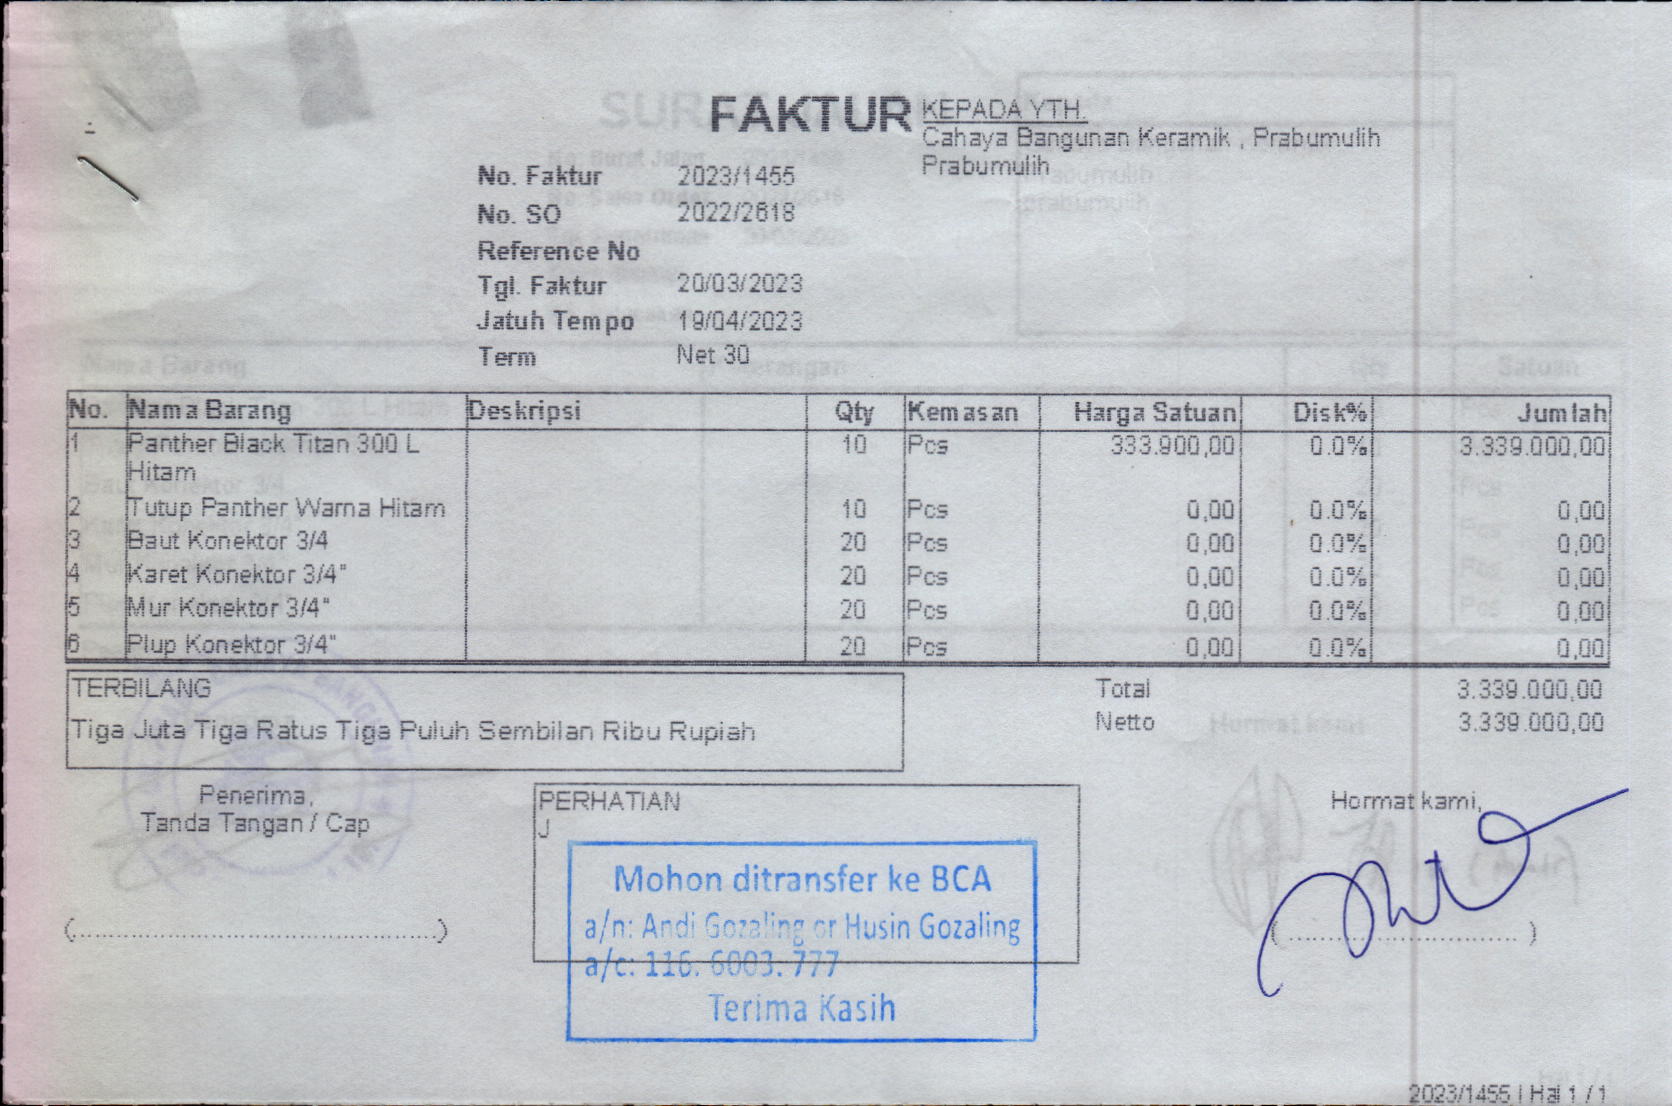 FAKTUR
KEPADA YTH.
Cahaya Bangunan Keramik , Prabumulih
Prabumulih
No. Faktur 2023/1455
No. SO 2022/2618
Reference No
Tgl. Faktur 20/03/2023
Jatuh Tempo 19/04/2023
Term Net 30
No. Nama Barang Deskripsi Qty Kemasan Harga Satuan Disk% Jumlah
1 Panther Black Titan 300 L 10 Pcs 333.900,00 0.0% 3.339.000,00
Hitam
2 Tutup Panther Warna Hitam 10 Pcs 0,00 0.0% 0,00
3 Baut Konektor 3/4 20 Pcs 0,00 0.0% 0,00
4 Karet Konektor 3/4" 20 Pcs 0,00 0.0% 0,00
5 Mur Konektor 3/4" 20 Pcs 0,00 0.0% 0,00
6 Plup Konektor 3/4" 20 Pcs 0,00 0.0% 0,00
TERBILANG
Tiga Juta Tiga Ratus Tiga Puluh Sembilan Ribu Rupiah
Total 3.339.000,00
Netto 3.339.000,00
Penerima,
Tanda Tangan / Cap
(............................................)
PERHATIAN
J
Mohon ditransfer ke BCA
a/n: Andi Gozaling or Husin Gozaling
a/c: 116. 6003. 777
Terima Kasih
Hormat kami,
(..............................)
2023/1455 | Hal 1 / 1